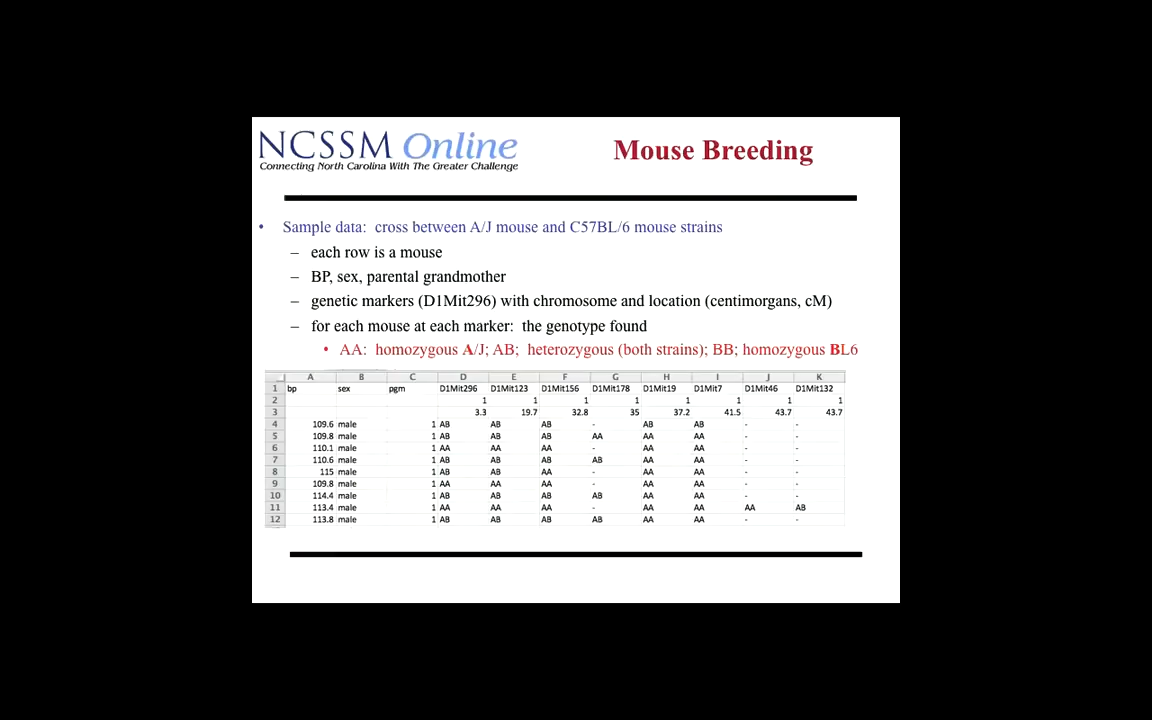 NCSSM Online
Connecting North Carolina With The Greater Challenge
Mouse Breeding
• Sample data: cross between A/J mouse and C57BL/6 mouse strains
– each row is a mouse
– BP, sex, parental grandmother
– genetic markers (D1Mit296) with chromosome and location (centimorgans, cM)
– for each mouse at each marker: the genotype found
• AA: homozygous A/J; AB; heterozygous (both strains); BB; homozygous BL6
A B C D E F G H I J K
1 bp sex pgm D1Mit296 D1Mit123 D1Mit156 D1Mit178 D1Mit19 D1Mit7 D1Mit46 D1Mit132
2 1 1 1 1 1 1 1 1
3 3.3 19.7 32.8 35 37.2 41.5 43.7 43.7
4 109.6 male 1 AB AB AB - AB AB - -
5 109.8 male 1 AB AB AB AA AA AA - -
6 110.1 male 1 AA AA AA - AA AA - -
7 110.6 male 1 AB AB AB AB AA AA - -
8 115 male 1 AB AB AA - AA AA - -
9 109.8 male 1 AA AA AA - AA AA - -
10 114.4 male 1 AB AB AB AB AA AA - -
11 113.4 male 1 AA AA AA - AA AA AA AB
12 113.8 male 1 AB AB AB AB AA AA - -